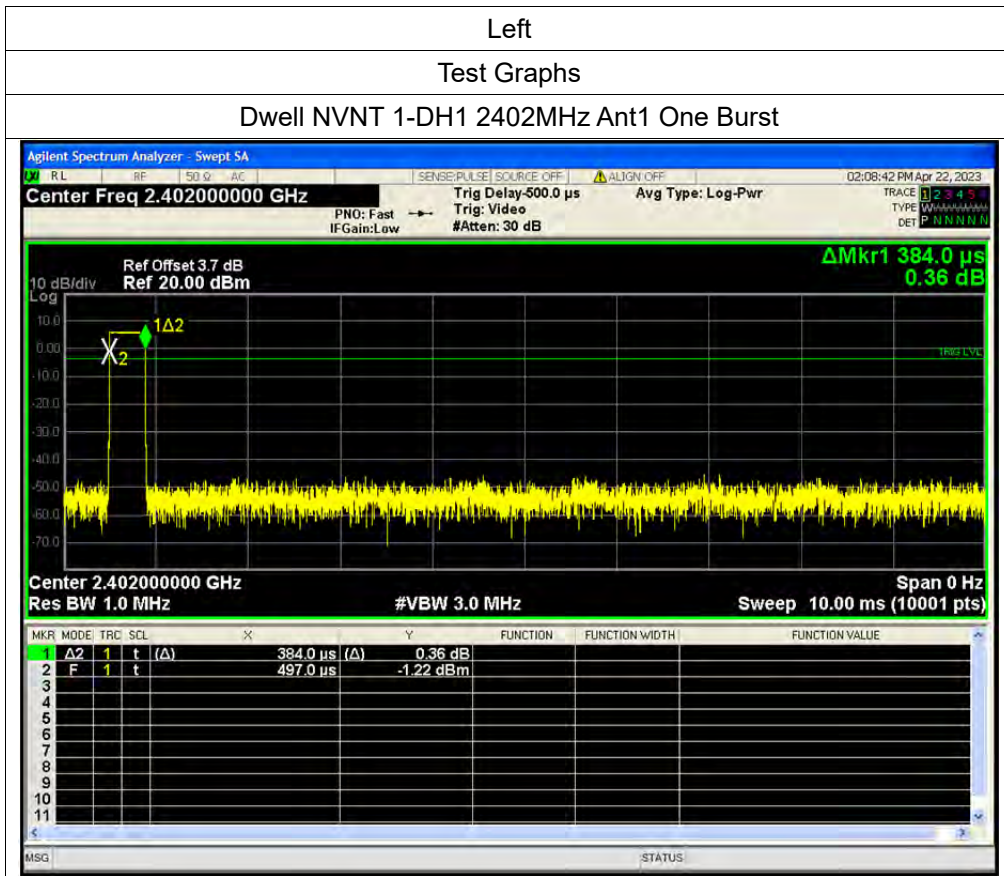 Left
Test Graphs
Dwell NVNT 1-DH1 2402MHz Ant1 One Burst
Agilent Spectrum Analyzer - Swept SA
LXI RL RF 50 Ω AC SENSE:PULSE SOURCE OFF ALIGN OFF 02:08:42 PM Apr 22, 2023
Center Freq 2.402000000 GHz
PNO: Fast
IFGain:Low
Trig Delay-500.0 µs
Trig: Video
#Atten: 30 dB
Avg Type: Log-Pwr
TRACE 1 2 3 4 5 6
TYPE W
DET P N N N N N
ΔMkr1 384.0 µs
0.36 dB
Ref Offset 3.7 dB
10 dB/div Ref 20.00 dBm
Log
10.0
0.00
-10.0
-20.0
-30.0
-40.0
-50.0
-60.0
-70.0
1Δ2
X2
TRIG LVL
Center 2.402000000 GHz Span 0 Hz
Res BW 1.0 MHz #VBW 3.0 MHz Sweep 10.00 ms (10001 pts)
MKR MODE TRC SCL X Y FUNCTION FUNCTION WIDTH FUNCTION VALUE
1 Δ2 1 t (Δ) 384.0 µs (Δ) 0.36 dB
2 F 1 t 497.0 µs -1.22 dBm
3
4
5
6
7
8
9
10
11
MSG STATUS